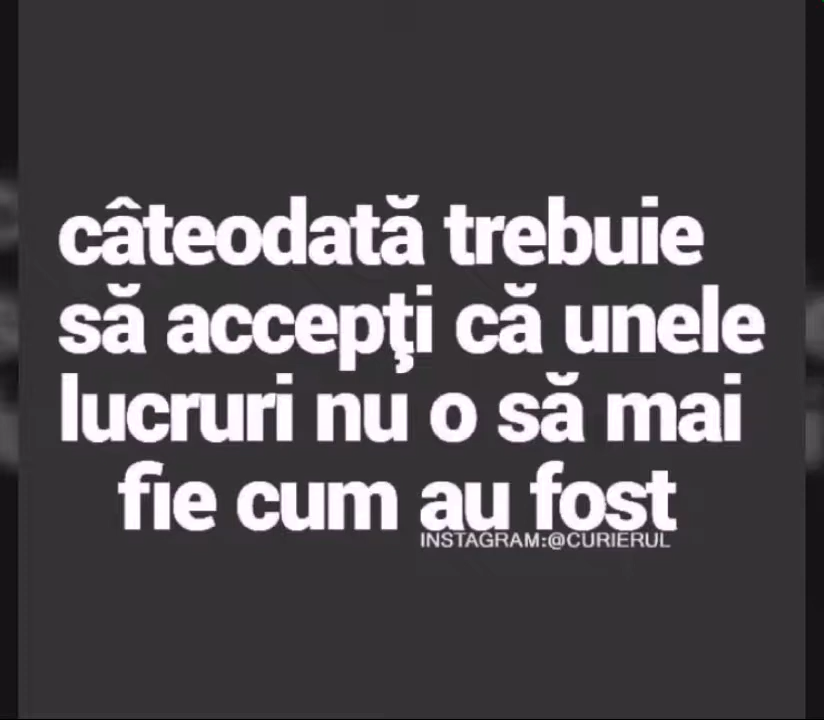 câteodată trebuie
să accepţi că unele
lucruri nu o să mai
fie cum au fost
INSTAGRAM:@CURIERUL